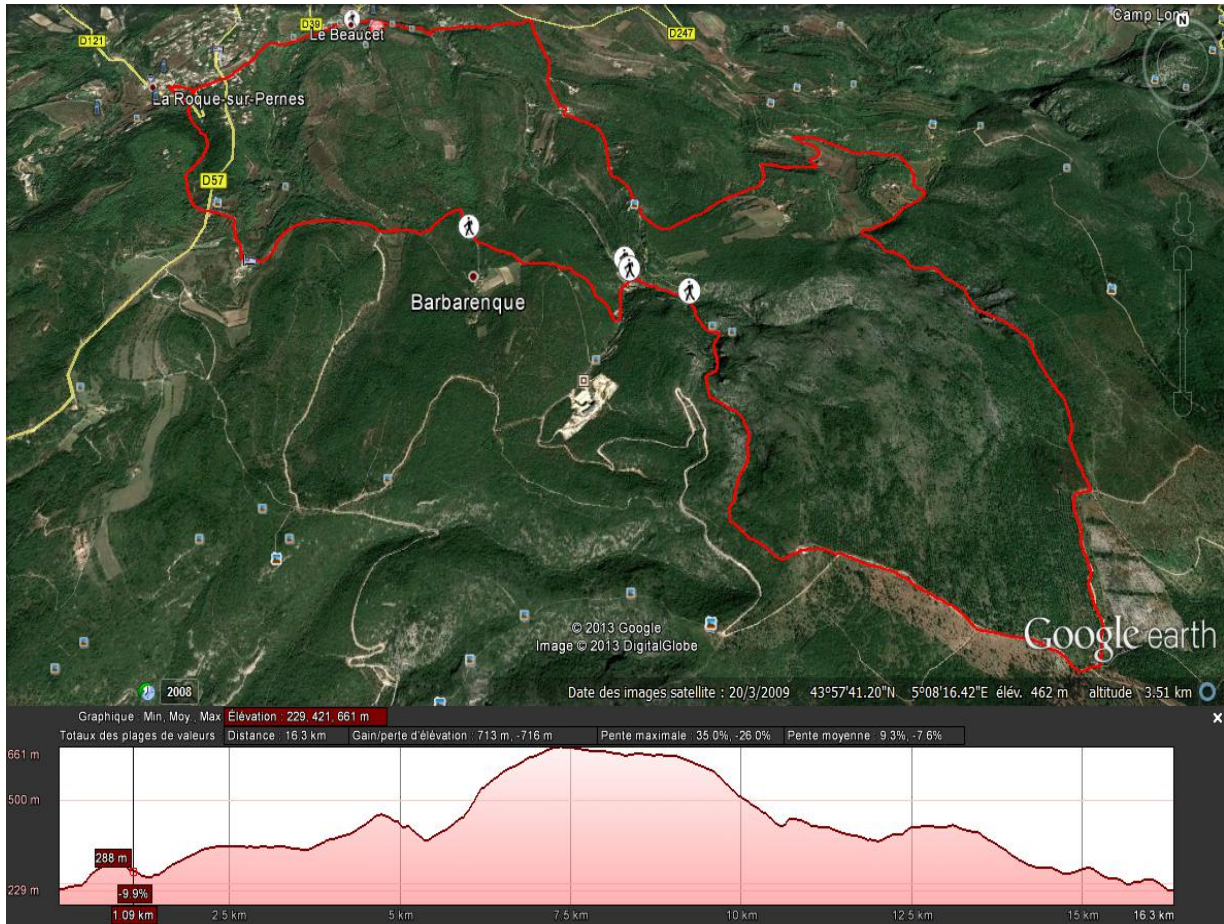 Camp Long
N
D121
D39
D247
Le Beaucet
La Roque-sur-Pernes
D57
Barbarenque
© 2013 Google
Image © 2013 DigitalGlobe
Google earth
2008
Date des images satellite : 20/3/2009 43°57'41.20"N 5°08'16.42"E élév. 462 m altitude 3.51 km
Graphique : Min, Moy., Max Élévation : 229, 421, 661 m
Totaux des plages de valeurs Distance : 16.3 km Gain/perte d'élévation : 713 m, -716 m Pente maximale : 35.0%, -26.0% Pente moyenne : 9.3%, -7.6%
661 m
500 m
288 m
229 m
-9.9%
1.09 km 2.5 km 5 km 7.5 km 10 km 12.5 km 15 km 16.3 km